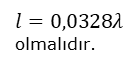 l = 0,0328λ
olmalıdır.